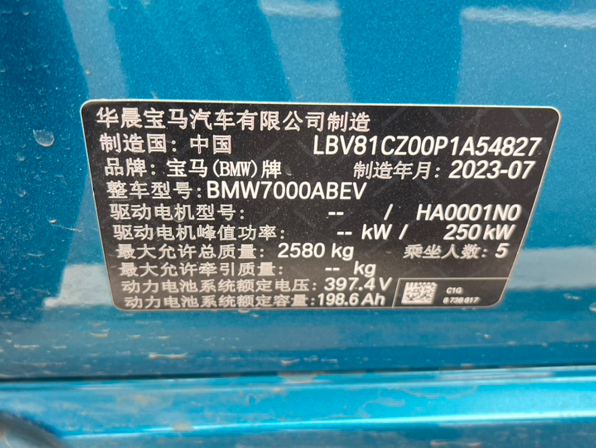 华晨宝马汽车有限公司制造
制造国: 中国 LBV81CZ00P1A54827
品牌: 宝马(BMW)牌 制造年月: 2023-07
整车型号: BMW7000ABEV
驱动电机型号: -- / HA0001N0
驱动电机峰值功率: -- kW / 250 kW
最大允许总质量: 2580 kg 乘坐人数: 5
最大允许牵引质量: -- kg
动力电池系统额定电压: 397.4 V
动力电池系统额定容量: 198.6 Ah
C1G
6 738 617